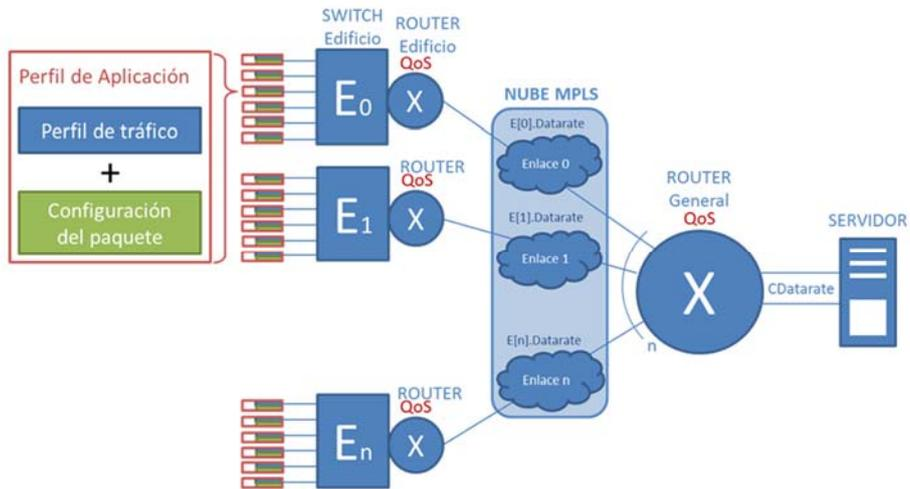 Perfil de Aplicación
Perfil de tráfico
+
Configuración
del paquete
SWITCH
Edificio
E0
ROUTER
Edificio
QoS
X
E1
ROUTER
QoS
X
En
ROUTER
QoS
X
NUBE MPLS
E[0].Datarate
Enlace 0
E[1].Datarate
Enlace 1
E[n].Datarate
Enlace n
ROUTER
General
QoS
X
n
CDatarate
SERVIDOR